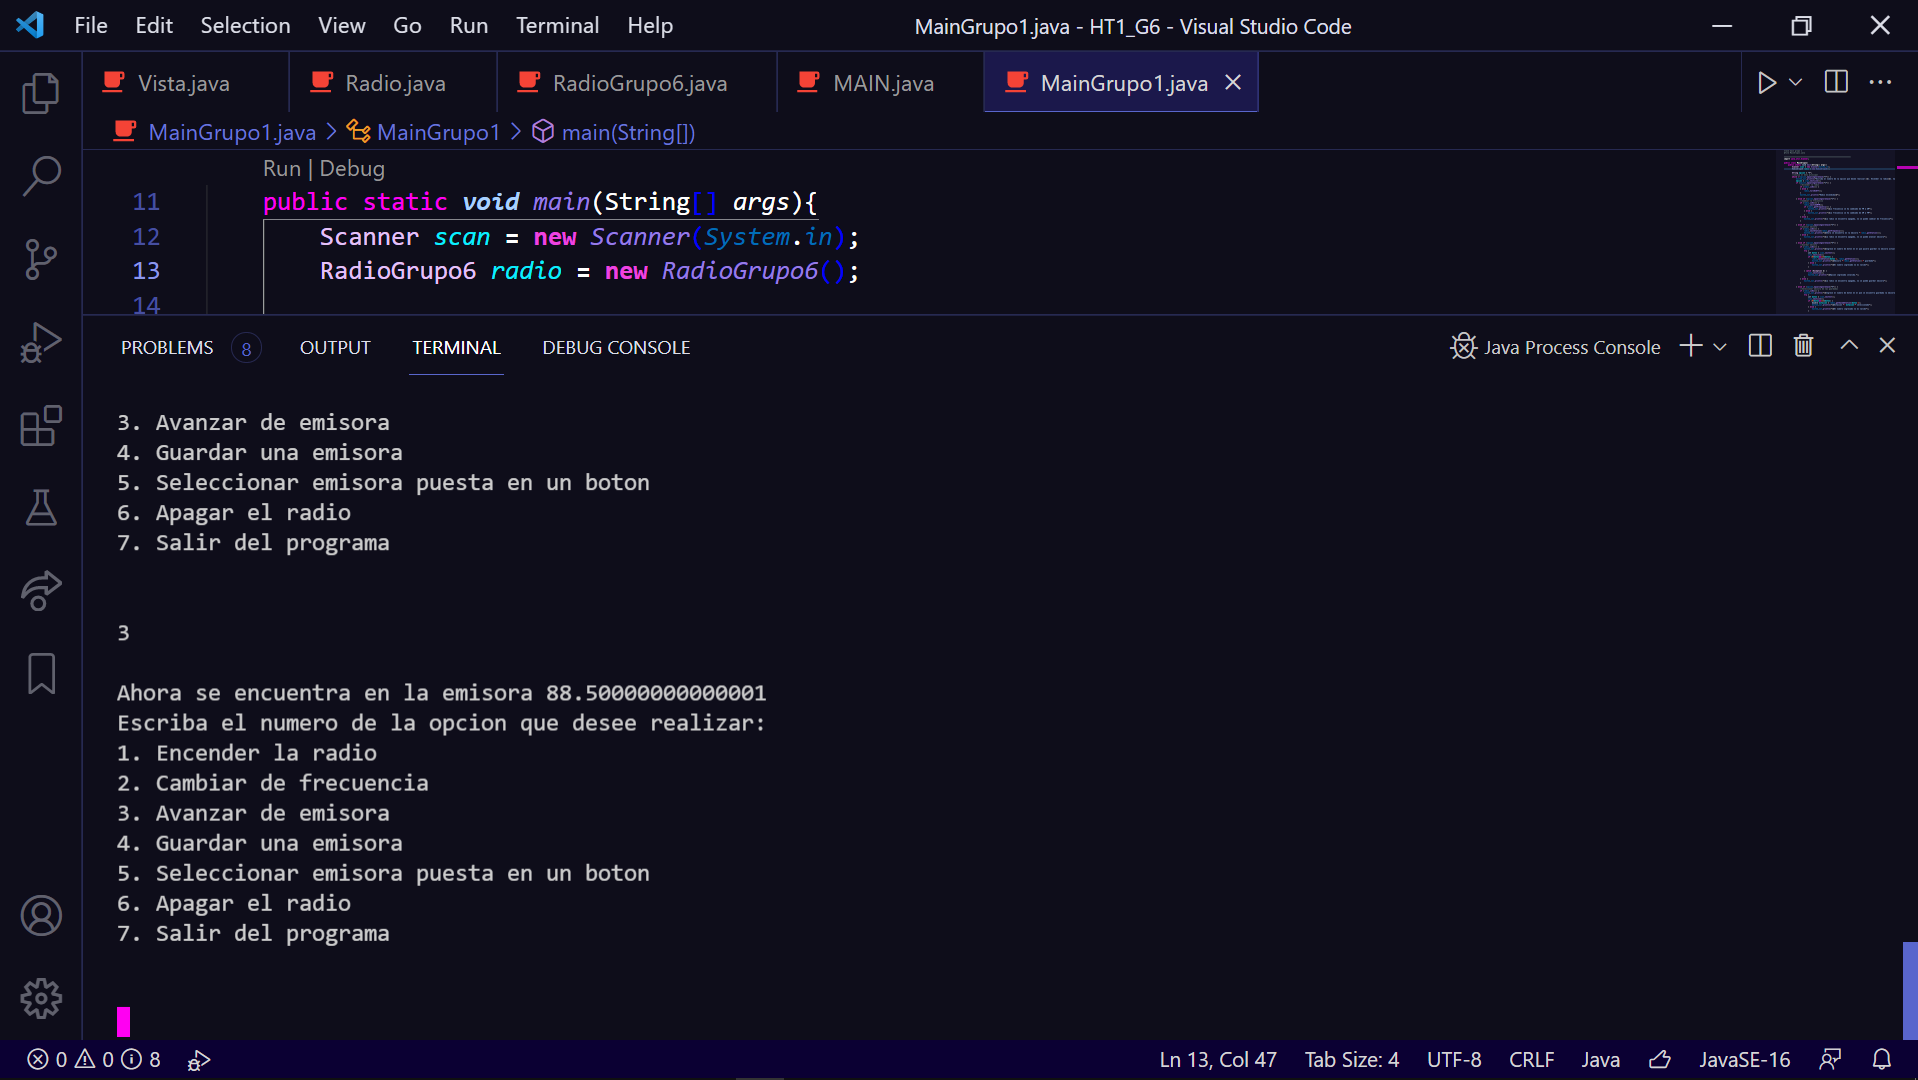 File Edit Selection View Go Run Terminal Help MainGrupo1.java - HT1_G6 - Visual Studio Code
Vista.java Radio.java RadioGrupo6.java MAIN.java MainGrupo1.java
MainGrupo1.java > MainGrupo1 > main(String[])
Run | Debug
11 public static void main(String[] args){
12 Scanner scan = new Scanner(System.in);
13 RadioGrupo6 radio = new RadioGrupo6();
14
PROBLEMS 8 OUTPUT TERMINAL DEBUG CONSOLE Java Process Console
3. Avanzar de emisora
4. Guardar una emisora
5. Seleccionar emisora puesta en un boton
6. Apagar el radio
7. Salir del programa
3
Ahora se encuentra en la emisora 88.50000000000001
Escriba el numero de la opcion que desee realizar:
1. Encender la radio
2. Cambiar de frecuencia
3. Avanzar de emisora
4. Guardar una emisora
5. Seleccionar emisora puesta en un boton
6. Apagar el radio
7. Salir del programa
0 0 8 Ln 13, Col 47 Tab Size: 4 UTF-8 CRLF Java JavaSE-16